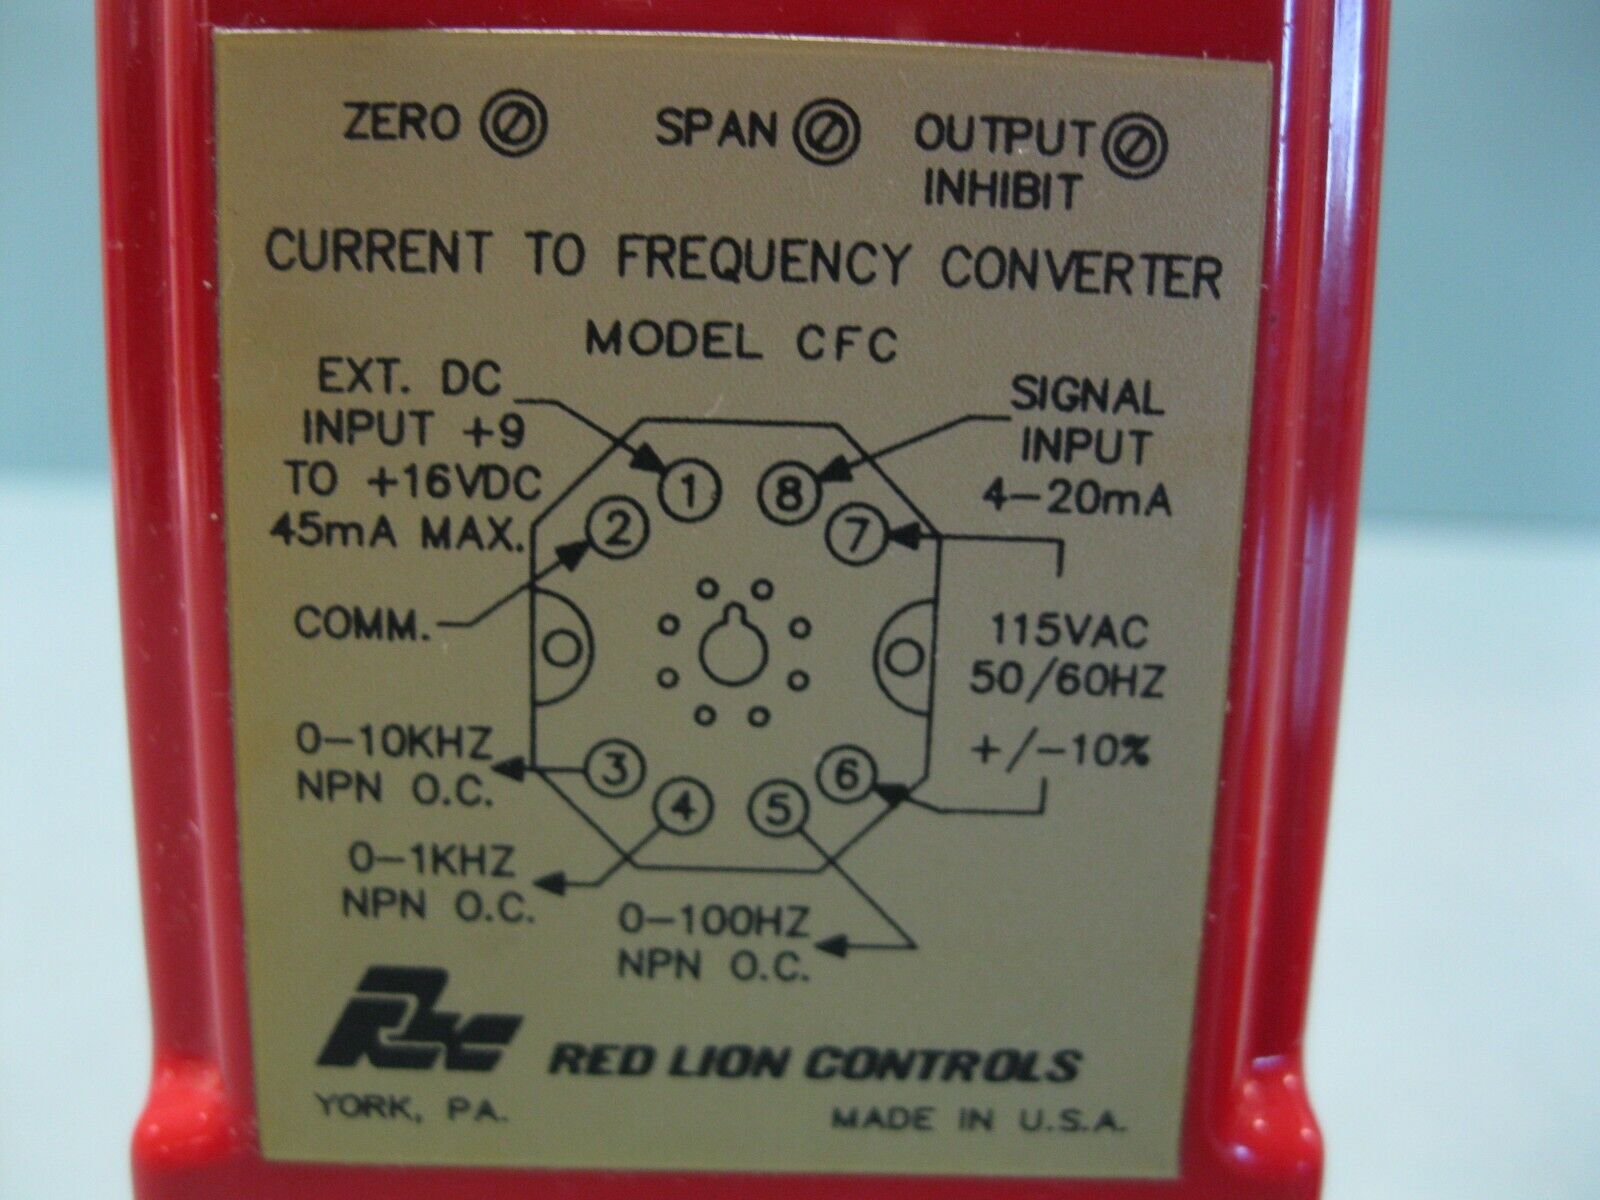 ZERO SPAN OUTPUT
INHIBIT
CURRENT TO FREQUENCY CONVERTER
MODEL CFC
EXT. DC
INPUT +9
TO +16VDC
45mA MAX.
COMM.
SIGNAL
INPUT
4-20mA
1
8
2
7
115VAC
50/60HZ
+/-10%
3
6
4
5
0-10KHZ
NPN O.C.
0-1KHZ
NPN O.C.
0-100HZ
NPN O.C.
RLC RED LION CONTROLS
YORK, PA. MADE IN U.S.A.